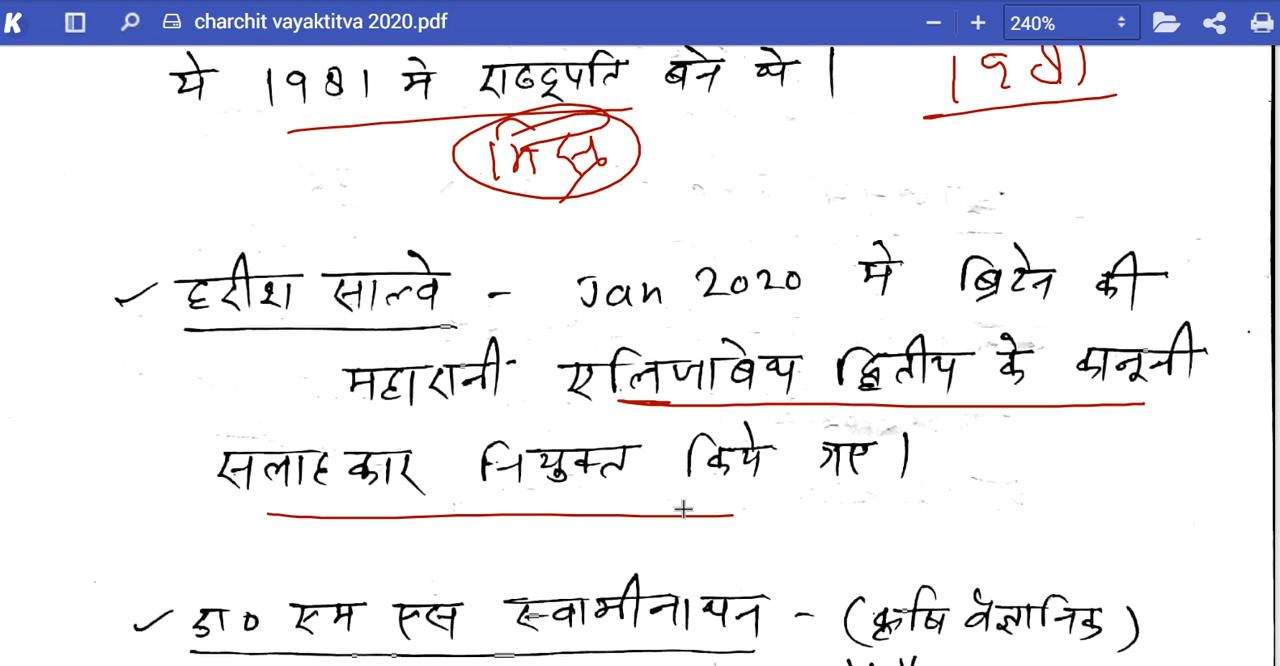 charchit vayaktitva 2020.pdf
240%
ये 1981 मे राष्ट्रपति बने थे।
1981
मिस्र
हरीश साल्वे - Jan 2020 मे ब्रिटेन की
महारानी एलिजाबेथ द्वितीय के कानूनी
सलाहकार नियुक्त किये गए।
डा० एम एस स्वामीनाथन - (कृषि वैज्ञानिक)